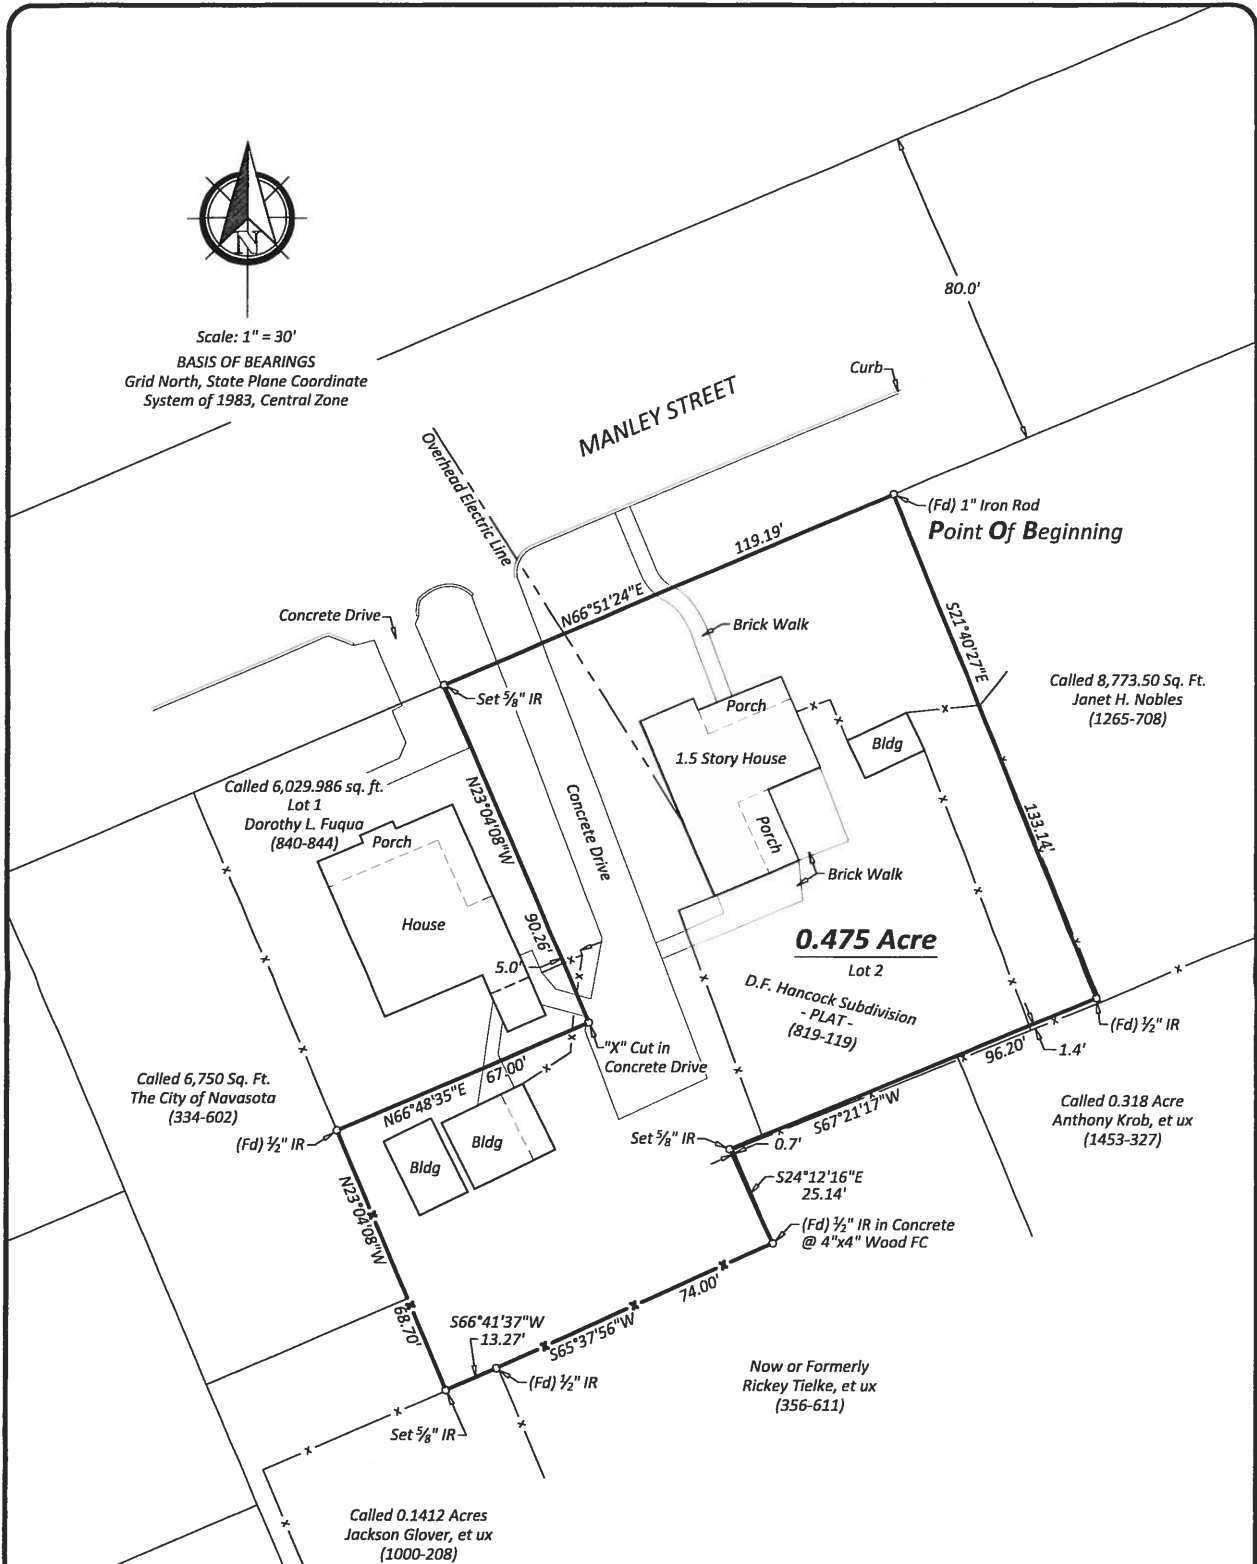 N
Scale: 1" = 30'
BASIS OF BEARINGS
Grid North, State Plane Coordinate
System of 1983, Central Zone
80.0'
Curb
MANLEY STREET
Overhead Electric Line
(Fd) 1" Iron Rod
Point Of Beginning
119.19'
N66°51'24"E
Concrete Drive
Brick Walk
S21°40'27"E
Set ⅝" IR
Called 8,773.50 Sq. Ft.
Janet H. Nobles
(1265-708)
Porch
1.5 Story House
Bldg
Called 6,029.986 sq. ft.
Lot 1
Dorothy L. Fuqua
(840-844)
N23°04'08"W
Concrete Drive
Porch
Porch
133.14'
Brick Walk
House
90.26'
5.0'
0.475 Acre
Lot 2
D.F. Hancock Subdivision
- PLAT -
(819-119)
(Fd) ½" IR
"X" Cut in
Concrete Drive
96.20'
1.4'
67.00'
N66°48'35"E
Called 6,750 Sq. Ft.
The City of Navasota
(334-602)
S67°21'17"W
Called 0.318 Acre
Anthony Krob, et ux
(1453-327)
(Fd) ½" IR
Bldg
Bldg
Set ⅝" IR
0.7'
S24°12'16"E
25.14'
N23°04'08"W
(Fd) ½" IR in Concrete
@ 4"x4" Wood FC
74.00'
68.70'
S66°41'37"W
13.27'
S65°37'56"W
(Fd) ½" IR
Now or Formerly
Rickey Tielke, et ux
(356-611)
Set ⅝" IR
Called 0.1412 Acres
Jackson Glover, et ux
(1000-208)